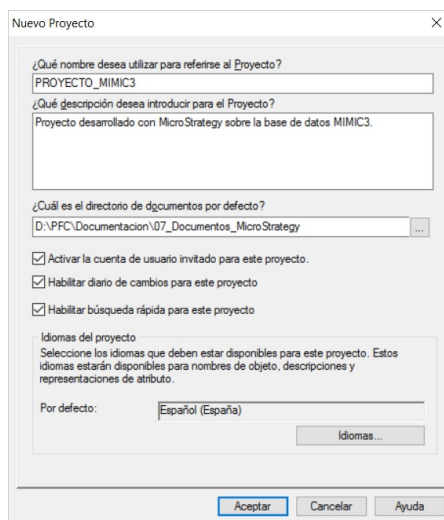 Nuevo Proyecto
¿Qué nombre desea utilizar para referirse al Proyecto?
PROYECTO_MIMIC3
¿Qué descripción desea introducir para el Proyecto?
Proyecto desarrollado con MicroStrategy sobre la base de datos MIMIC3.
¿Cuál es el directorio de documentos por defecto?
D:\PFC\Documentacion\07_Documentos_MicroStrategy
...
Activar la cuenta de usuario invitado para este proyecto.
Habilitar diario de cambios para este proyecto
Habilitar búsqueda rápida para este proyecto
Idiomas del proyecto
Seleccione los idiomas que deben estar disponibles para este proyecto. Estos
idiomas estarán disponibles para nombres de objeto, descripciones y
representaciones de atributo.
Por defecto: Español (España)
Idiomas...
Aceptar Cancelar Ayuda